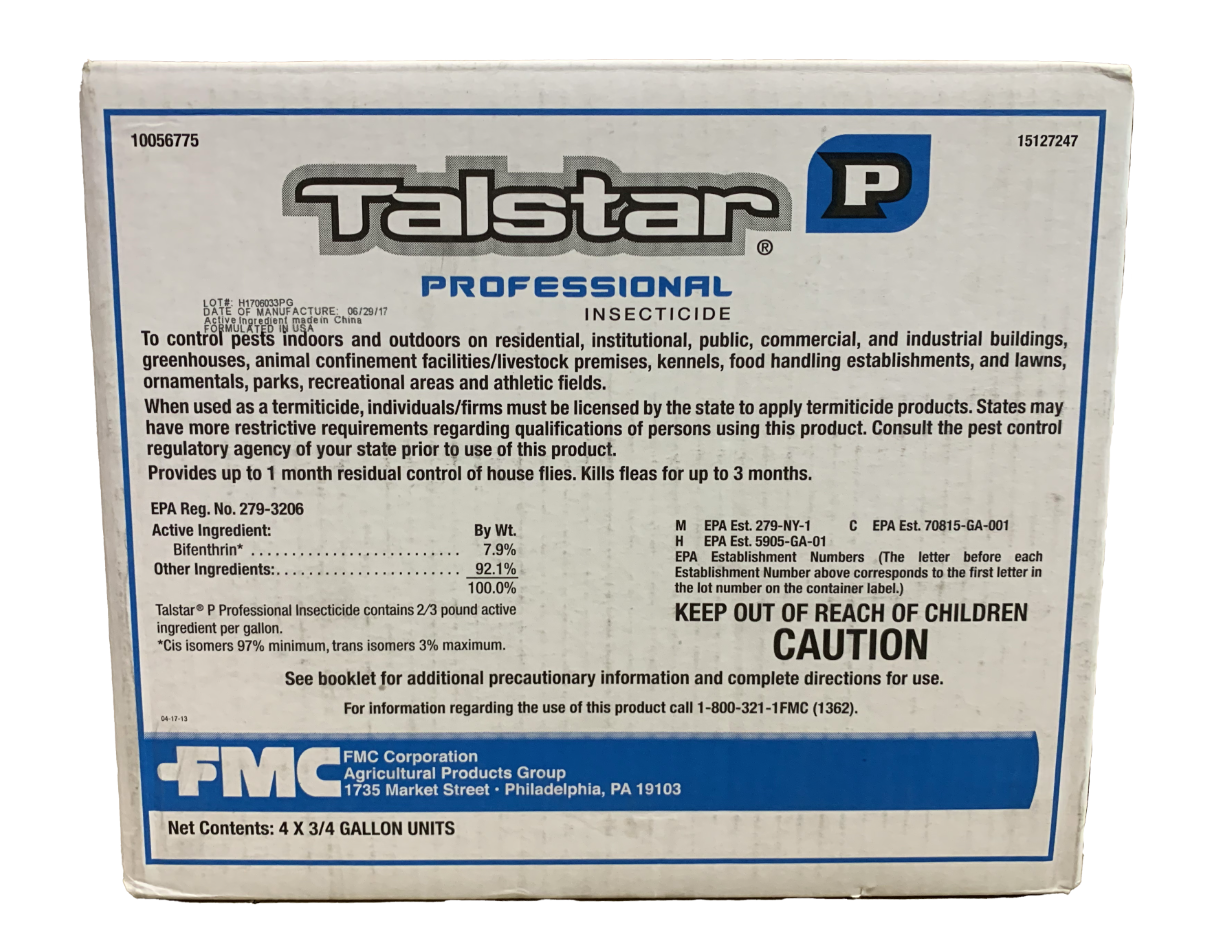 10056775
15127247
Talstar® P
PROFESSIONAL
INSECTICIDE
LOT#: H1706033PG
DATE OF MANUFACTURE: 06/29/17
Active Ingredient made in China
FORMULATED IN USA
To control pests indoors and outdoors on residential, institutional, public, commercial, and industrial buildings,
greenhouses, animal confinement facilities/livestock premises, kennels, food handling establishments, and lawns,
ornamentals, parks, recreational areas and athletic fields.
When used as a termiticide, individuals/firms must be licensed by the state to apply termiticide products. States may
have more restrictive requirements regarding qualifications of persons using this product. Consult the pest control
regulatory agency of your state prior to use of this product.
Provides up to 1 month residual control of house flies. Kills fleas for up to 3 months.
EPA Reg. No. 279-3206
Active Ingredient: By Wt.
Bifenthrin* . . . . . . . . . . . . . . . . . . . . . . . . . . 7.9%
Other Ingredients:. . . . . . . . . . . . . . . . . . . . . . . 92.1%
100.0%
Talstar® P Professional Insecticide contains 2/3 pound active
ingredient per gallon.
*Cis isomers 97% minimum, trans isomers 3% maximum.
M EPA Est. 279-NY-1 C EPA Est. 70815-GA-001
H EPA Est. 5905-GA-01
EPA Establishment Numbers (The letter before each
Establishment Number above corresponds to the first letter in
the lot number on the container label.)
KEEP OUT OF REACH OF CHILDREN
CAUTION
See booklet for additional precautionary information and complete directions for use.
For information regarding the use of this product call 1-800-321-1FMC (1362).
04-17-13
FMC
FMC Corporation
Agricultural Products Group
1735 Market Street • Philadelphia, PA 19103
Net Contents: 4 X 3/4 GALLON UNITS